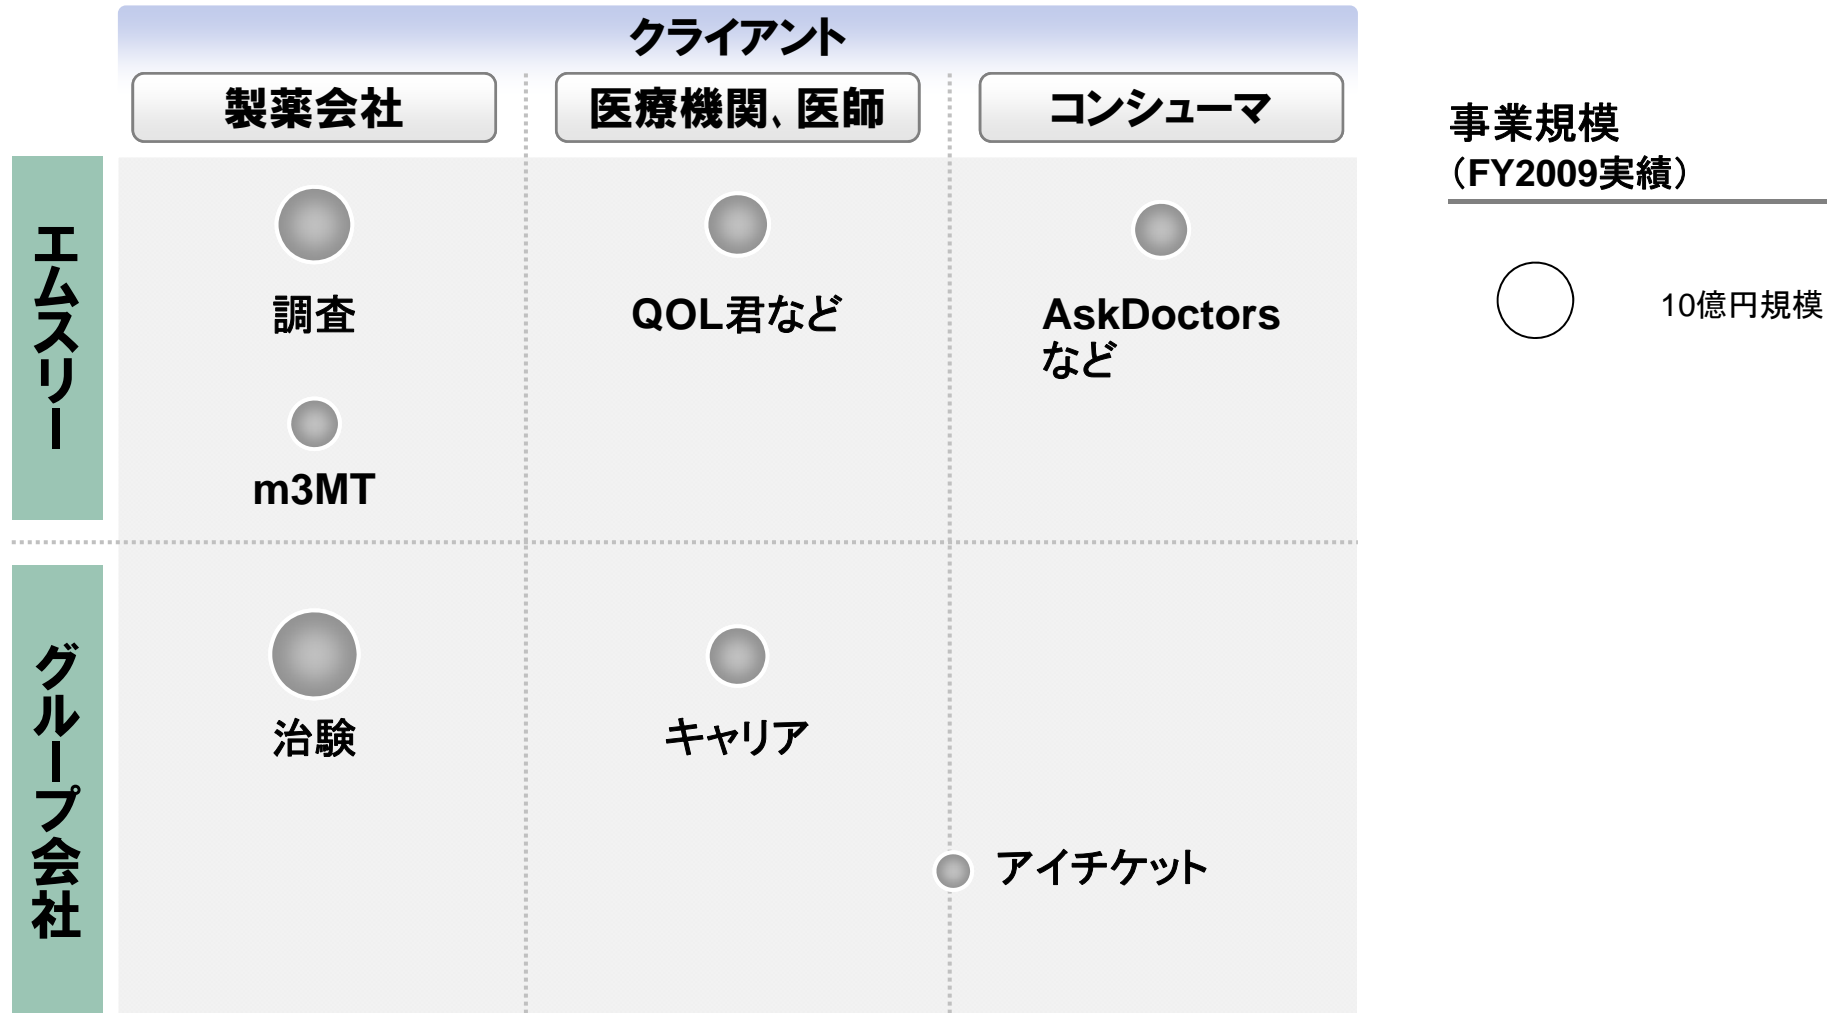 クライアント
製薬会社
医療機関、医師
コンシューマ
事業規模
（FY2009実績）
10億円規模
エムスリー
調査
QOL君など
AskDoctors
など
m3MT
グループ会社
治験
キャリア
アイチケット